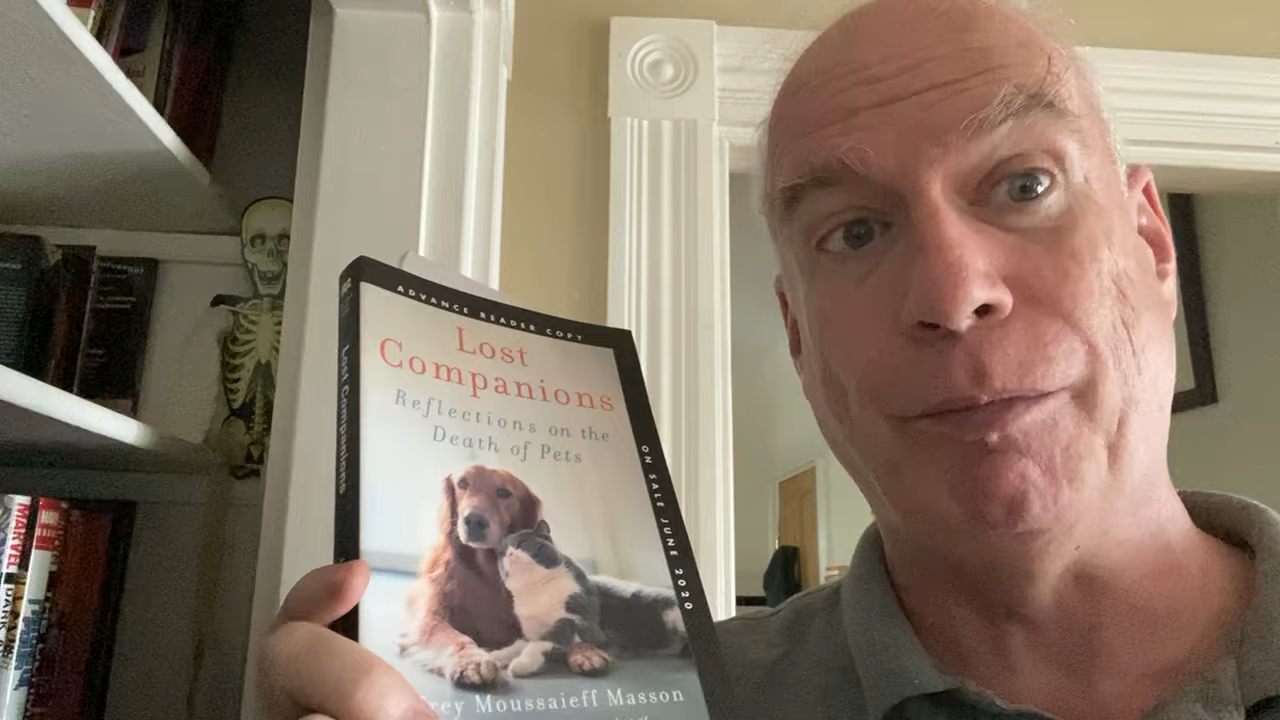 ADVANCE READER COPY
Lost
Companions
Reflections on the
Death of Pets
ON SALE JUNE 2020
Moussaieff Masson
Lost Companions
MARVEL
DARK